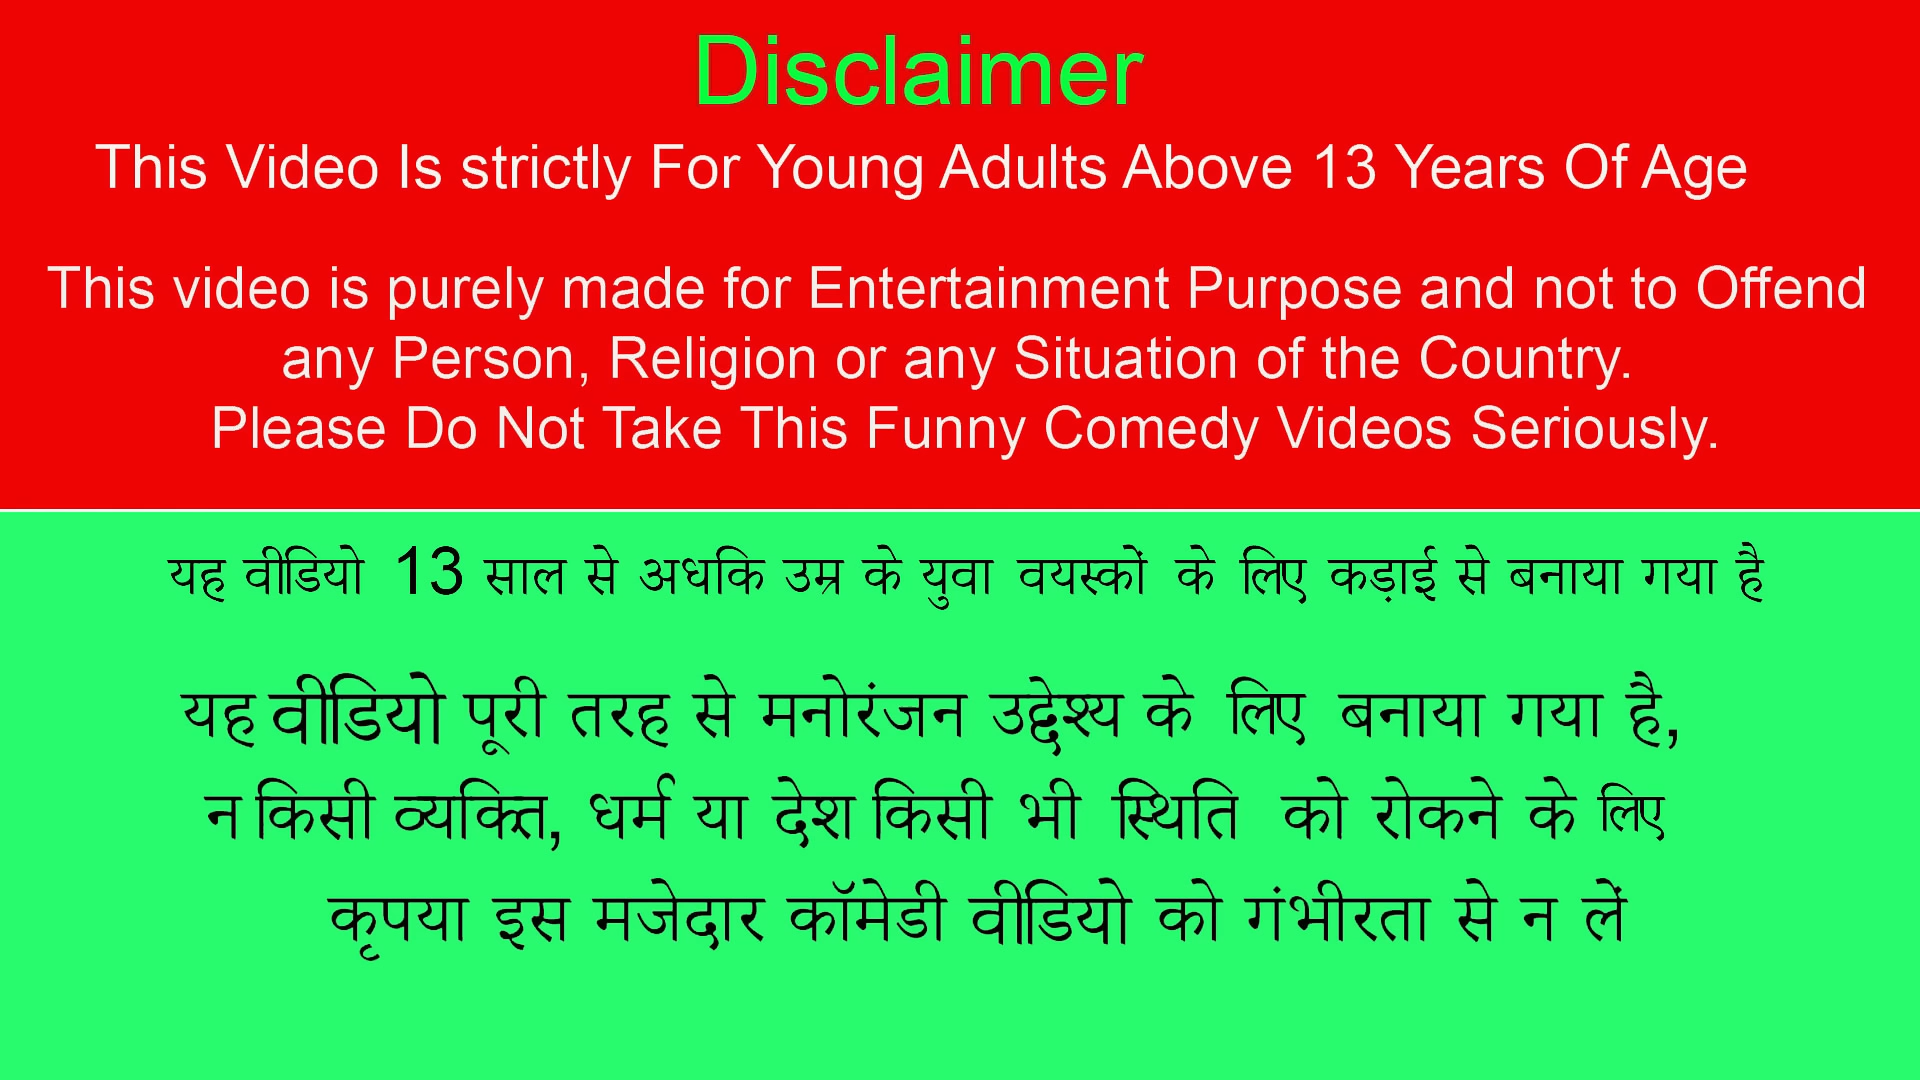 Disclaimer
This Video Is strictly For Young Adults Above 13 Years Of Age
This video is purely made for Entertainment Purpose and not to Offend
any Person, Religion or any Situation of the Country.
Please Do Not Take This Funny Comedy Videos Seriously.
यह वीडियो 13 साल से अधकि उम्र के युवा वयस्कों के लिए कड़ाई से बनाया गया है
यह वीडियो पूरी तरह से मनोरंजन उद्देश्य के लिए बनाया गया है,
न किसी व्यक्ति, धर्म या देश किसी भी स्थिति को रोकने के लिए
कृपया इस मजेदार कॉमेडी वीडियो को गंभीरता से न लें